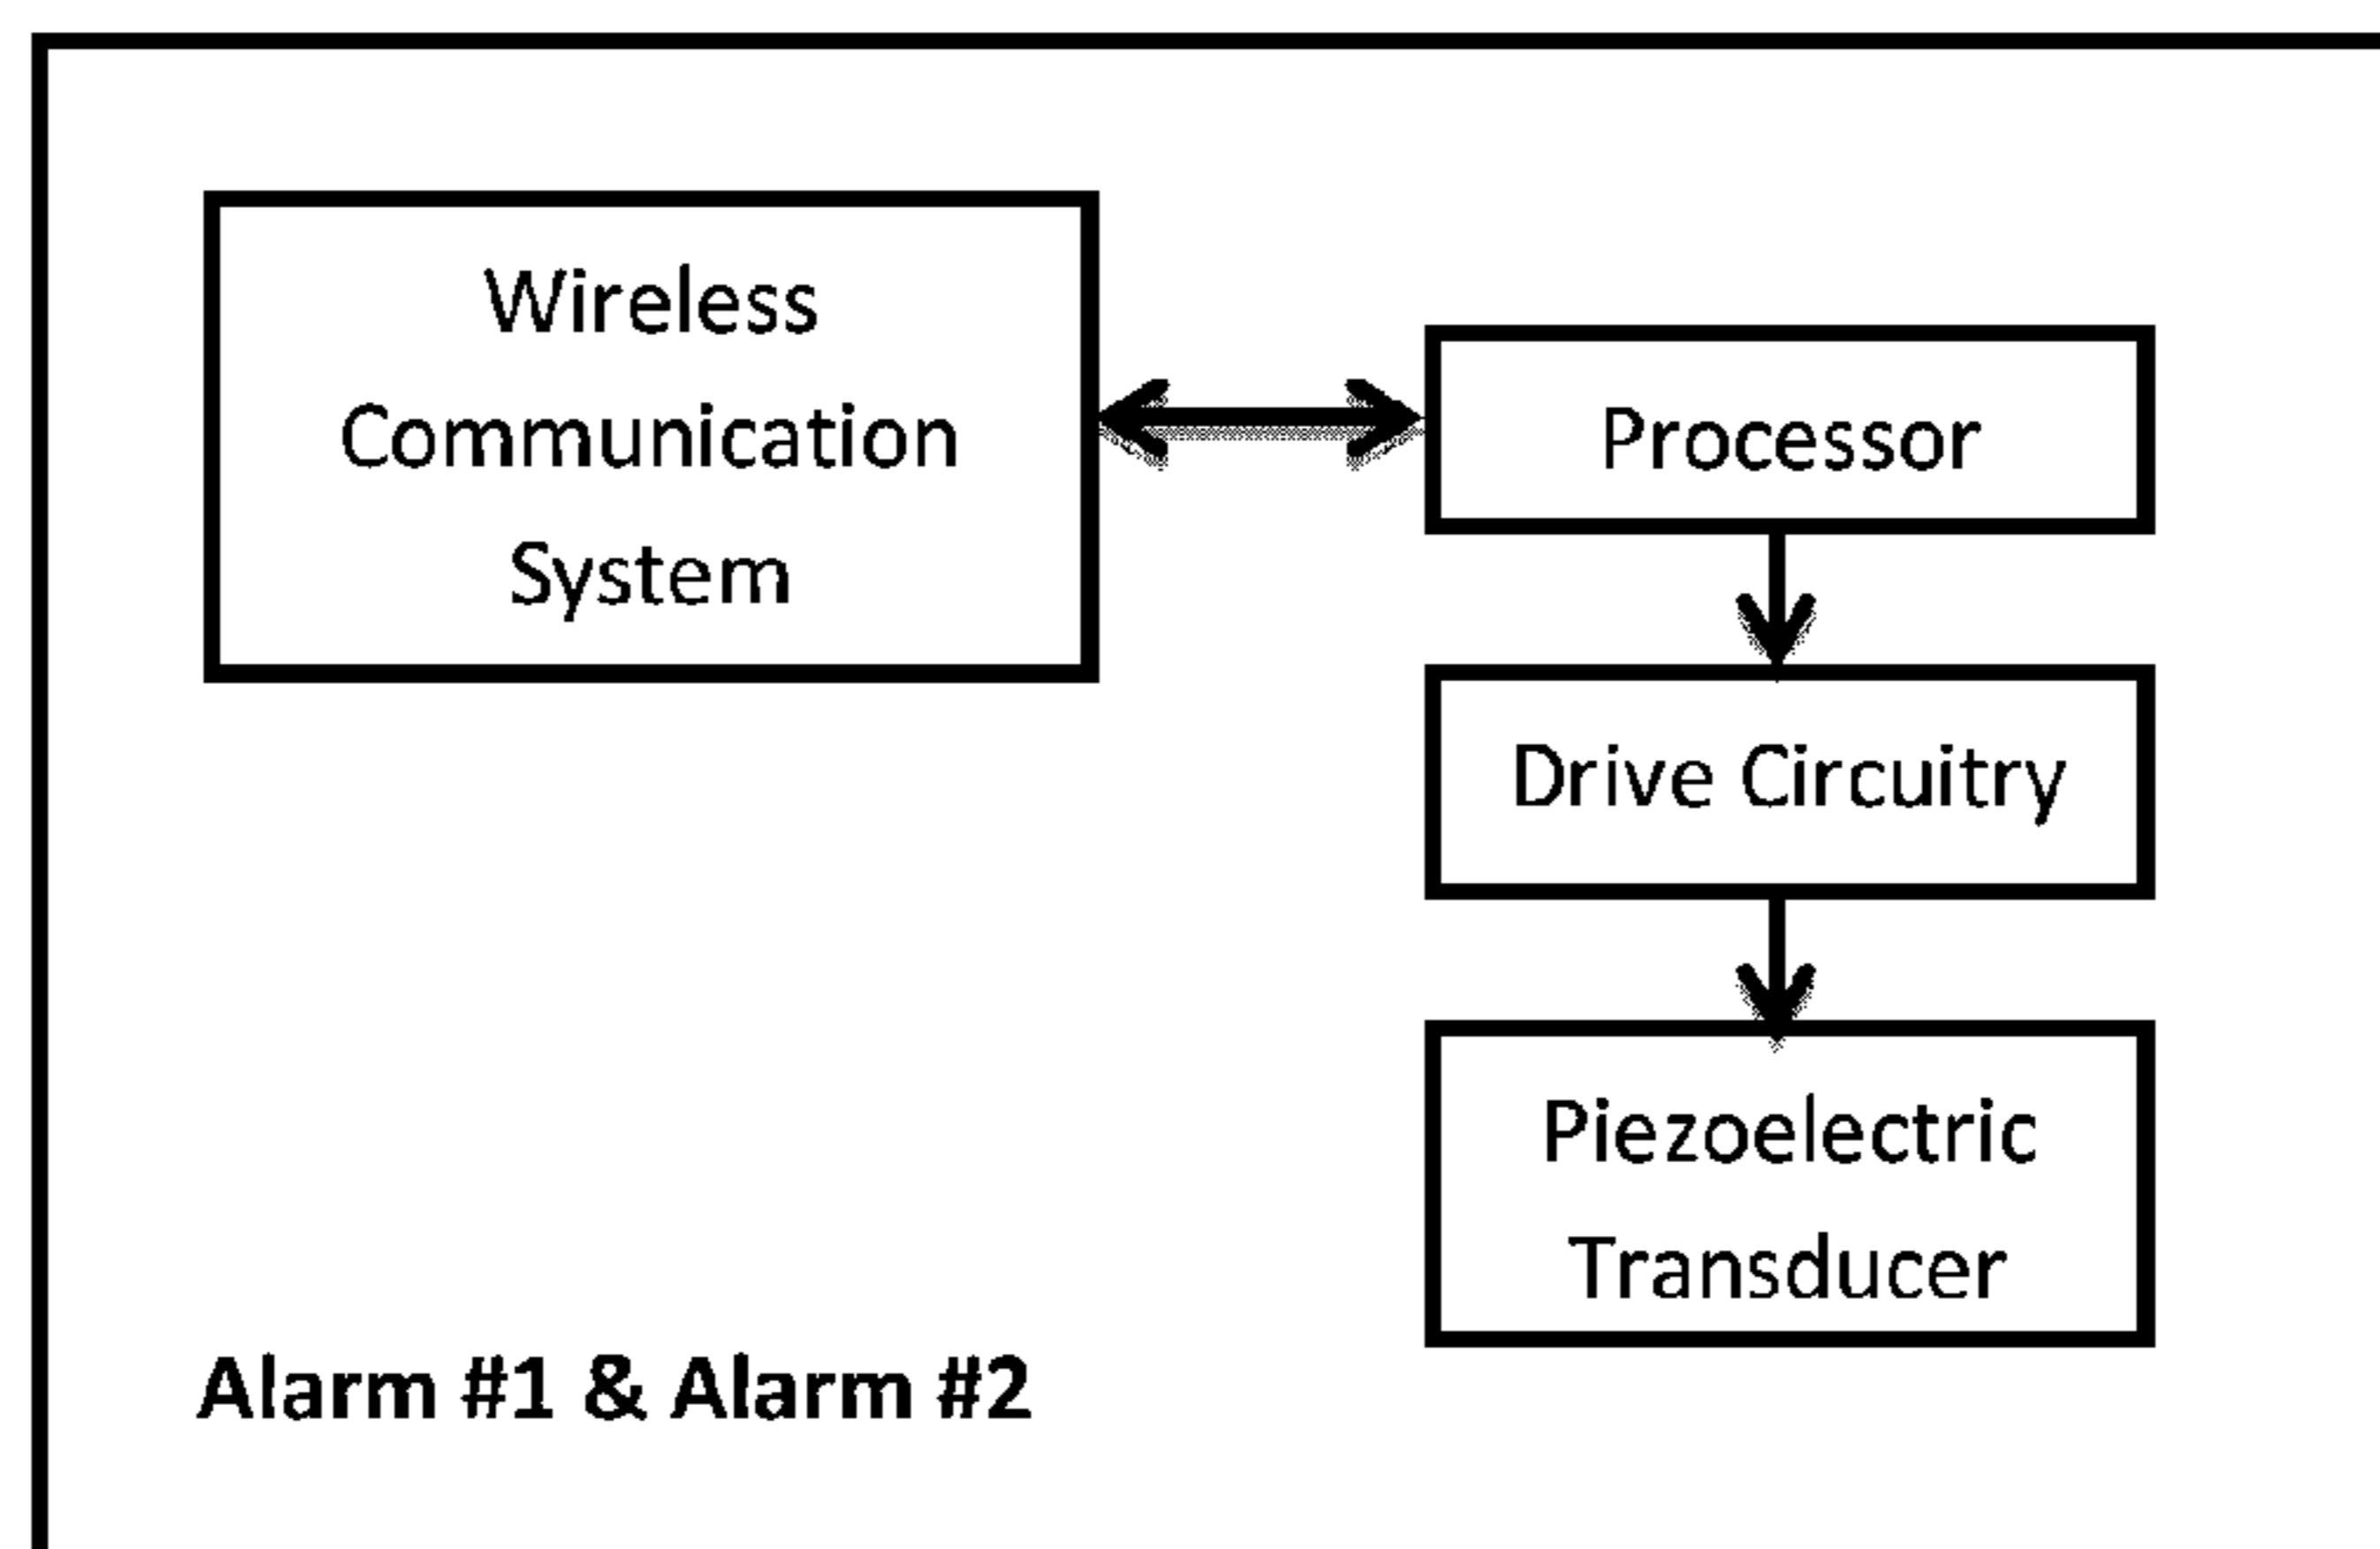 Wireless
Communication
System
Processor
Drive Circuitry
Piezoelectric
Transducer
Alarm #1 & Alarm #2